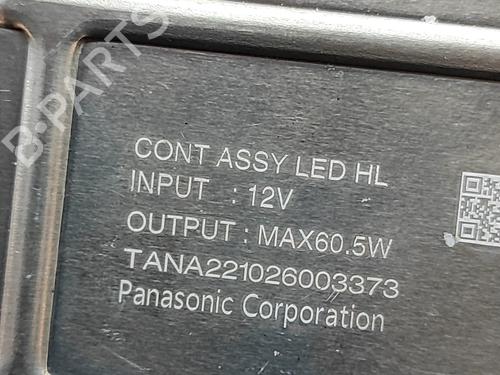 CONT ASSY LED HL
INPUT : 12V
OUTPUT : MAX60.5W
TANA221026003373
Panasonic Corporation
B-PARTS